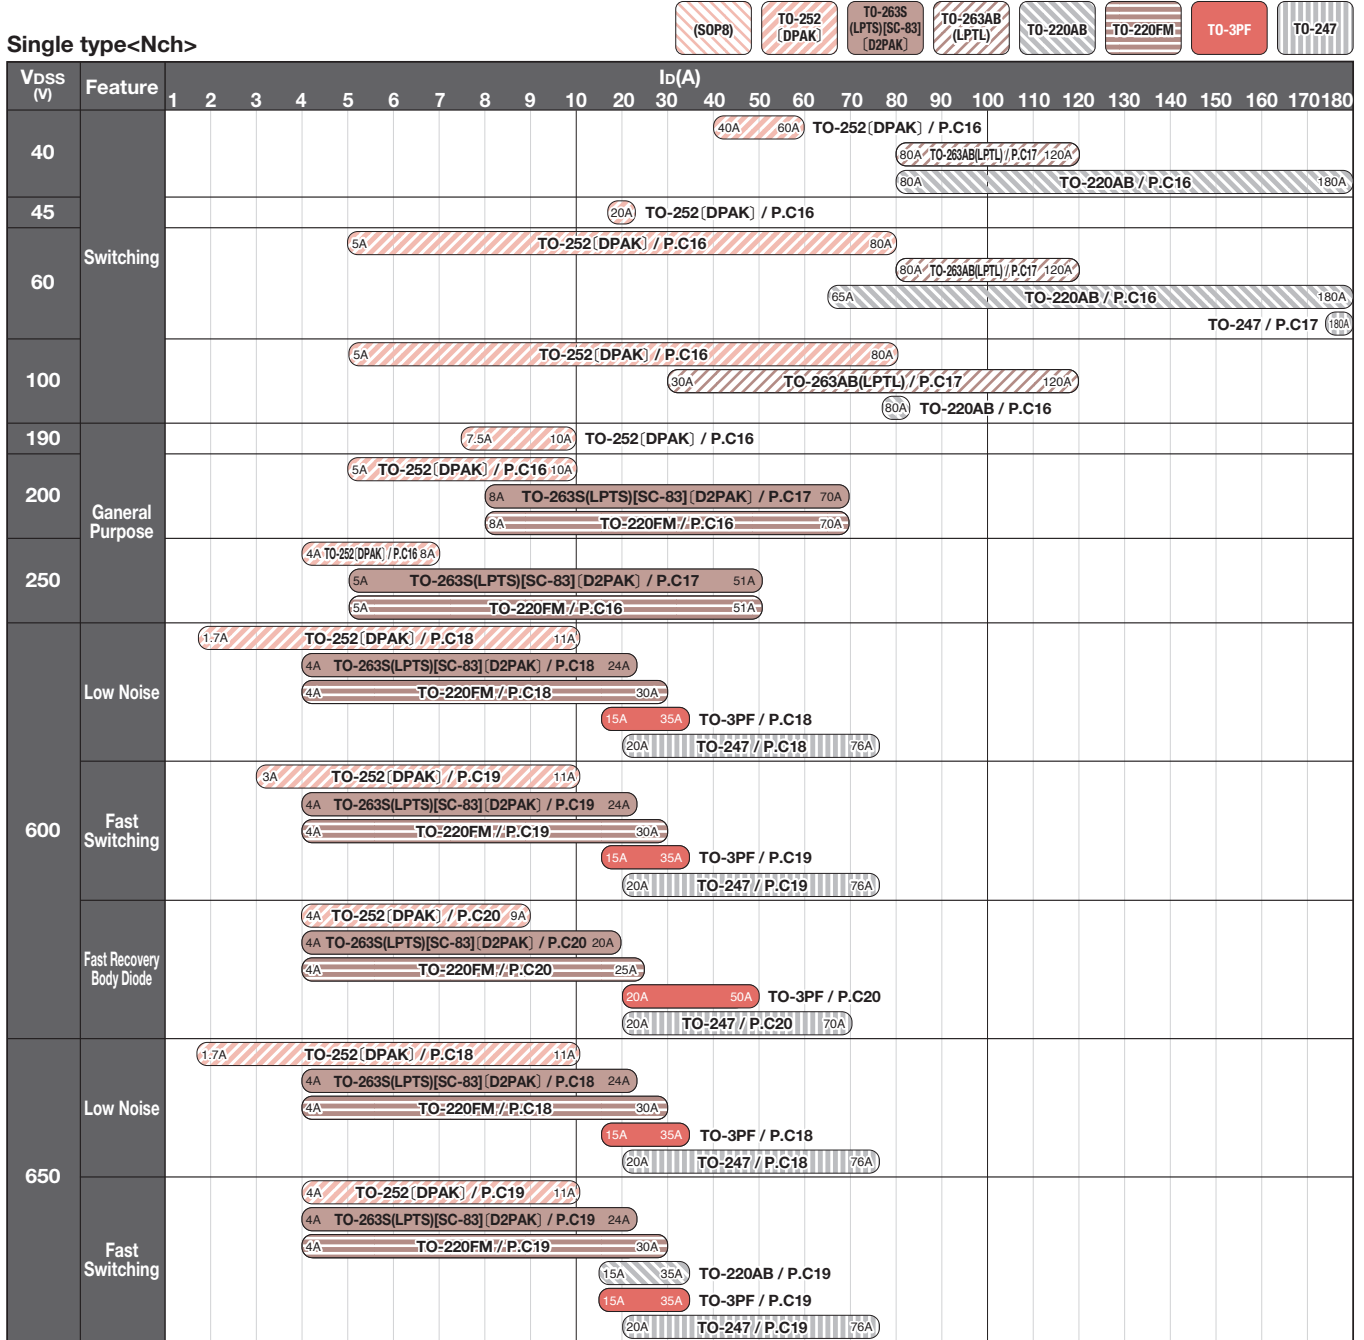 (SOP8)
TO-252
〔DPAK〕
TO-263S
(LPTS)[SC-83]
〔D2PAK〕
TO-263AB
(LPTL)
TO-220AB
TO-220FM
TO-3PF
TO-247
Single type<Nch>
VDSS
(V)
Feature
ID(A)
1 2 3 4 5 6 7 8 9 10 20 30 40 50 60 70 80 90 100 110 120 130 140 150 160 170 180
40
Switching
40A 60A TO-252〔DPAK〕 / P.C16
80A TO-263AB(LPTL) / P.C17 120A
80A TO-220AB / P.C16 180A
45
20A TO-252〔DPAK〕 / P.C16
60
5A TO-252〔DPAK〕 / P.C16 80A
80A TO-263AB(LPTL) / P.C17 120A
65A TO-220AB / P.C16 180A
TO-247 / P.C17 180A
100
5A TO-252〔DPAK〕 / P.C16 80A
30A TO-263AB(LPTL) / P.C17 120A
80A TO-220AB / P.C16
190
Ganeral
Purpose
7.5A 10A TO-252〔DPAK〕 / P.C16
200
5A TO-252〔DPAK〕 / P.C16 10A
8A TO-263S(LPTS)[SC-83]〔D2PAK〕 / P.C17 70A
8A TO-220FM / P.C16 70A
250
4A TO-252〔DPAK〕 / P.C16 8A
5A TO-263S(LPTS)[SC-83]〔D2PAK〕 / P.C17 51A
5A TO-220FM / P.C16 51A
600
Low Noise
1.7A TO-252〔DPAK〕 / P.C18 11A
4A TO-263S(LPTS)[SC-83]〔D2PAK〕 / P.C18 24A
4A TO-220FM / P.C18 30A
15A 35A TO-3PF / P.C18
20A TO-247 / P.C18 76A
Fast
Switching
3A TO-252〔DPAK〕 / P.C19 11A
4A TO-263S(LPTS)[SC-83]〔D2PAK〕 / P.C19 24A
4A TO-220FM / P.C19 30A
15A 35A TO-3PF / P.C19
20A TO-247 / P.C19 76A
Fast Recovery
Body Diode
4A TO-252〔DPAK〕 / P.C20 9A
4A TO-263S(LPTS)[SC-83]〔D2PAK〕 / P.C20 20A
4A TO-220FM / P.C20 25A
20A 50A TO-3PF / P.C20
20A TO-247 / P.C20 70A
650
Low Noise
1.7A TO-252〔DPAK〕 / P.C18 11A
4A TO-263S(LPTS)[SC-83]〔D2PAK〕 / P.C18 24A
4A TO-220FM / P.C18 30A
15A 35A TO-3PF / P.C18
20A TO-247 / P.C18 76A
Fast
Switching
4A TO-252〔DPAK〕 / P.C19 11A
4A TO-263S(LPTS)[SC-83]〔D2PAK〕 / P.C19 24A
4A TO-220FM / P.C19 30A
15A 35A TO-220AB / P.C19
15A 35A TO-3PF / P.C19
20A TO-247 / P.C19 76A